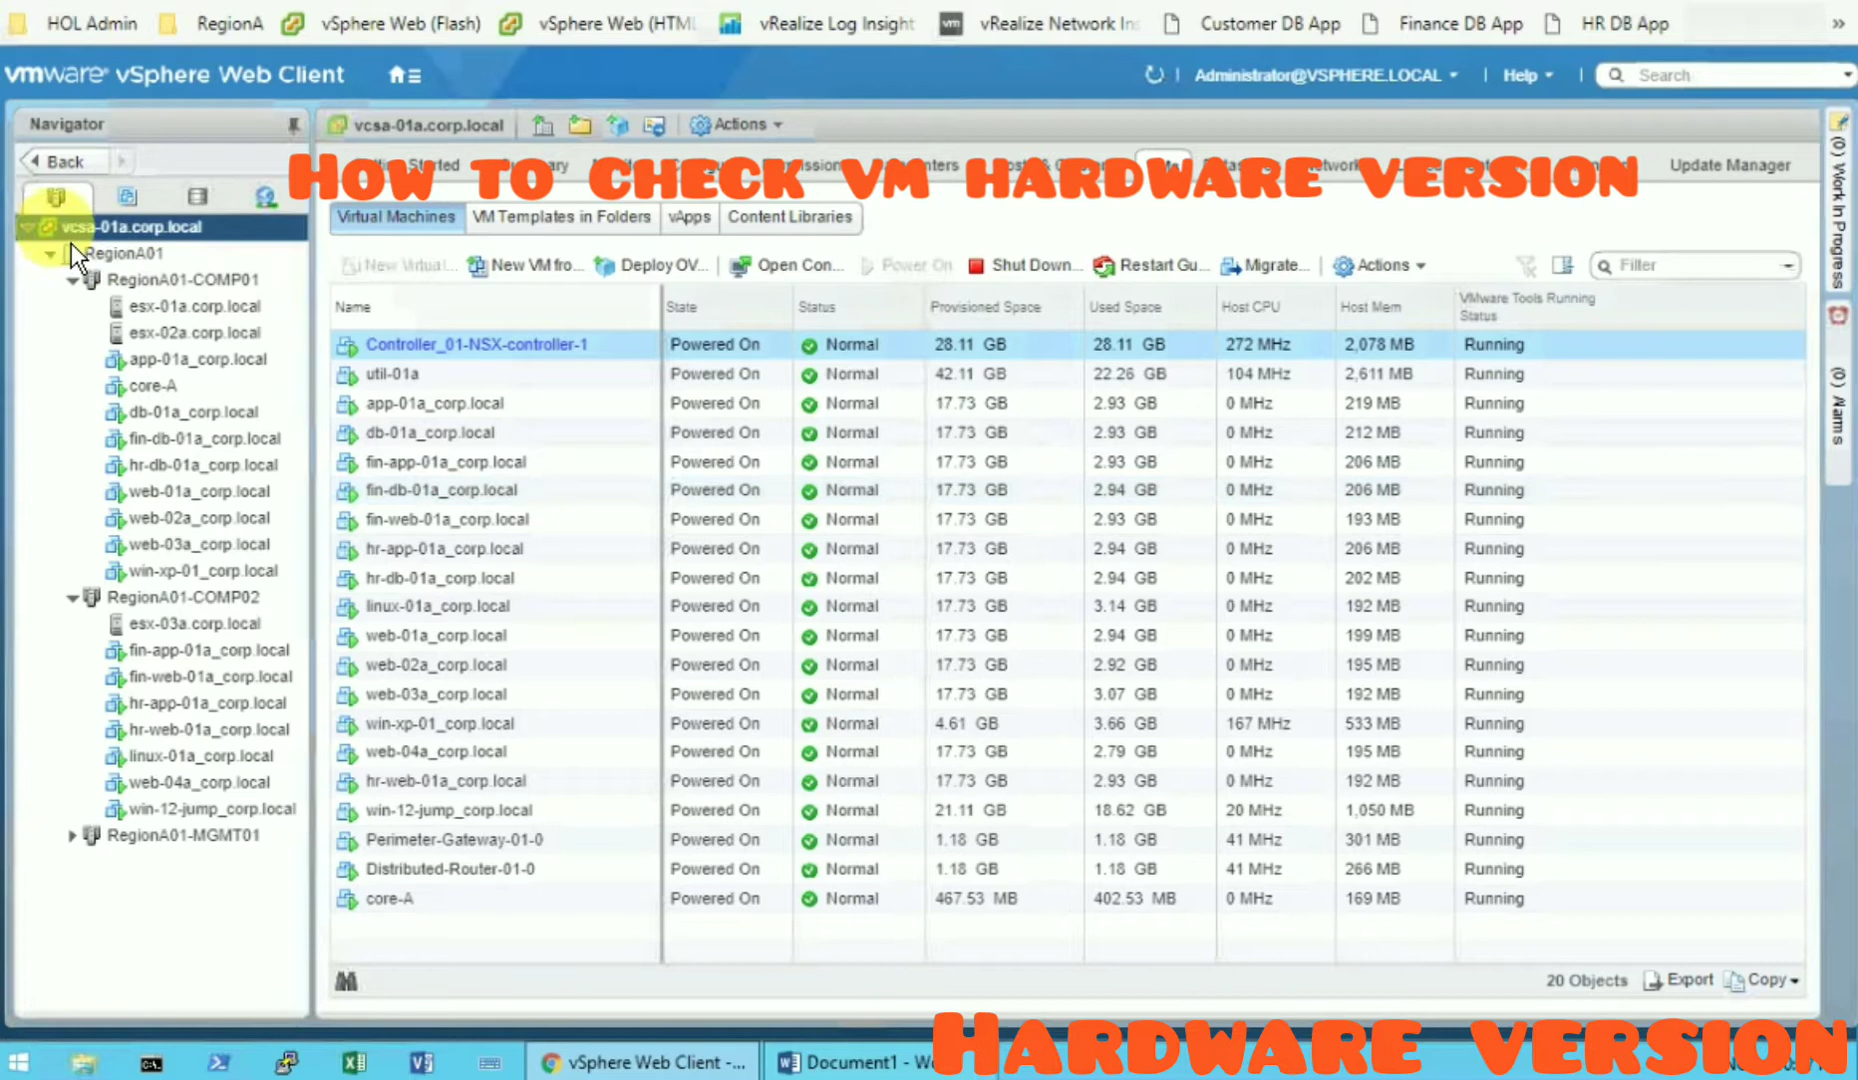 HOL Admin RegionA vSphere Web (Flash) vSphere Web (HTML vRealize Log Insight vRealize Network Ins Customer DB App Finance DB App HR DB App »
vmware vSphere Web Client Administrator@VSPHERE.LOCAL Help Search
Navigator
vcsa-01a.corp.local Actions
Back
Started Update Manager
How to check vm hardware version
Virtual Machines VM Templates in Folders vApps Content Libraries
New Virtual... New VM fro... Deploy OV... Open Con... Power On Shut Down... Restart Gu... Migrate... Actions Filter
Name State Status Provisioned Space Used Space Host CPU Host Mem VMware Tools Running Status
Controller_01-NSX-controller-1 Powered On Normal 28.11 GB 28.11 GB 272 MHz 2,078 MB Running
util-01a Powered On Normal 42.11 GB 22.26 GB 104 MHz 2,611 MB Running
app-01a_corp.local Powered On Normal 17.73 GB 2.93 GB 0 MHz 219 MB Running
db-01a_corp.local Powered On Normal 17.73 GB 2.93 GB 0 MHz 212 MB Running
fin-app-01a_corp.local Powered On Normal 17.73 GB 2.93 GB 0 MHz 206 MB Running
fin-db-01a_corp.local Powered On Normal 17.73 GB 2.94 GB 0 MHz 206 MB Running
fin-web-01a_corp.local Powered On Normal 17.73 GB 2.93 GB 0 MHz 193 MB Running
hr-app-01a_corp.local Powered On Normal 17.73 GB 2.94 GB 0 MHz 206 MB Running
hr-db-01a_corp.local Powered On Normal 17.73 GB 2.94 GB 0 MHz 202 MB Running
linux-01a_corp.local Powered On Normal 17.73 GB 3.14 GB 0 MHz 192 MB Running
web-01a_corp.local Powered On Normal 17.73 GB 2.94 GB 0 MHz 199 MB Running
web-02a_corp.local Powered On Normal 17.73 GB 2.92 GB 0 MHz 195 MB Running
web-03a_corp.local Powered On Normal 17.73 GB 3.07 GB 0 MHz 192 MB Running
win-xp-01_corp.local Powered On Normal 4.61 GB 3.66 GB 167 MHz 533 MB Running
web-04a_corp.local Powered On Normal 17.73 GB 2.79 GB 0 MHz 195 MB Running
hr-web-01a_corp.local Powered On Normal 17.73 GB 2.93 GB 0 MHz 192 MB Running
win-12-jump_corp.local Powered On Normal 21.11 GB 18.62 GB 20 MHz 1,050 MB Running
Perimeter-Gateway-01-0 Powered On Normal 1.18 GB 1.18 GB 41 MHz 301 MB Running
Distributed-Router-01-0 Powered On Normal 1.18 GB 1.18 GB 41 MHz 266 MB Running
core-A Powered On Normal 467.53 MB 402.53 MB 0 MHz 169 MB Running
20 Objects Export Copy
vcsa-01a.corp.local
RegionA01
RegionA01-COMP01
esx-01a.corp.local
esx-02a.corp.local
app-01a_corp.local
core-A
db-01a_corp.local
fin-db-01a_corp.local
hr-db-01a_corp.local
web-01a_corp.local
web-02a_corp.local
web-03a_corp.local
win-xp-01_corp.local
RegionA01-COMP02
esx-03a.corp.local
fin-app-01a_corp.local
fin-web-01a_corp.local
hr-app-01a_corp.local
hr-web-01a_corp.local
linux-01a_corp.local
web-04a_corp.local
win-12-jump_corp.local
RegionA01-MGMT01
(0) Work In Progress
(0) Alarms
vSphere Web Client -... Document1 - W
Hardware version